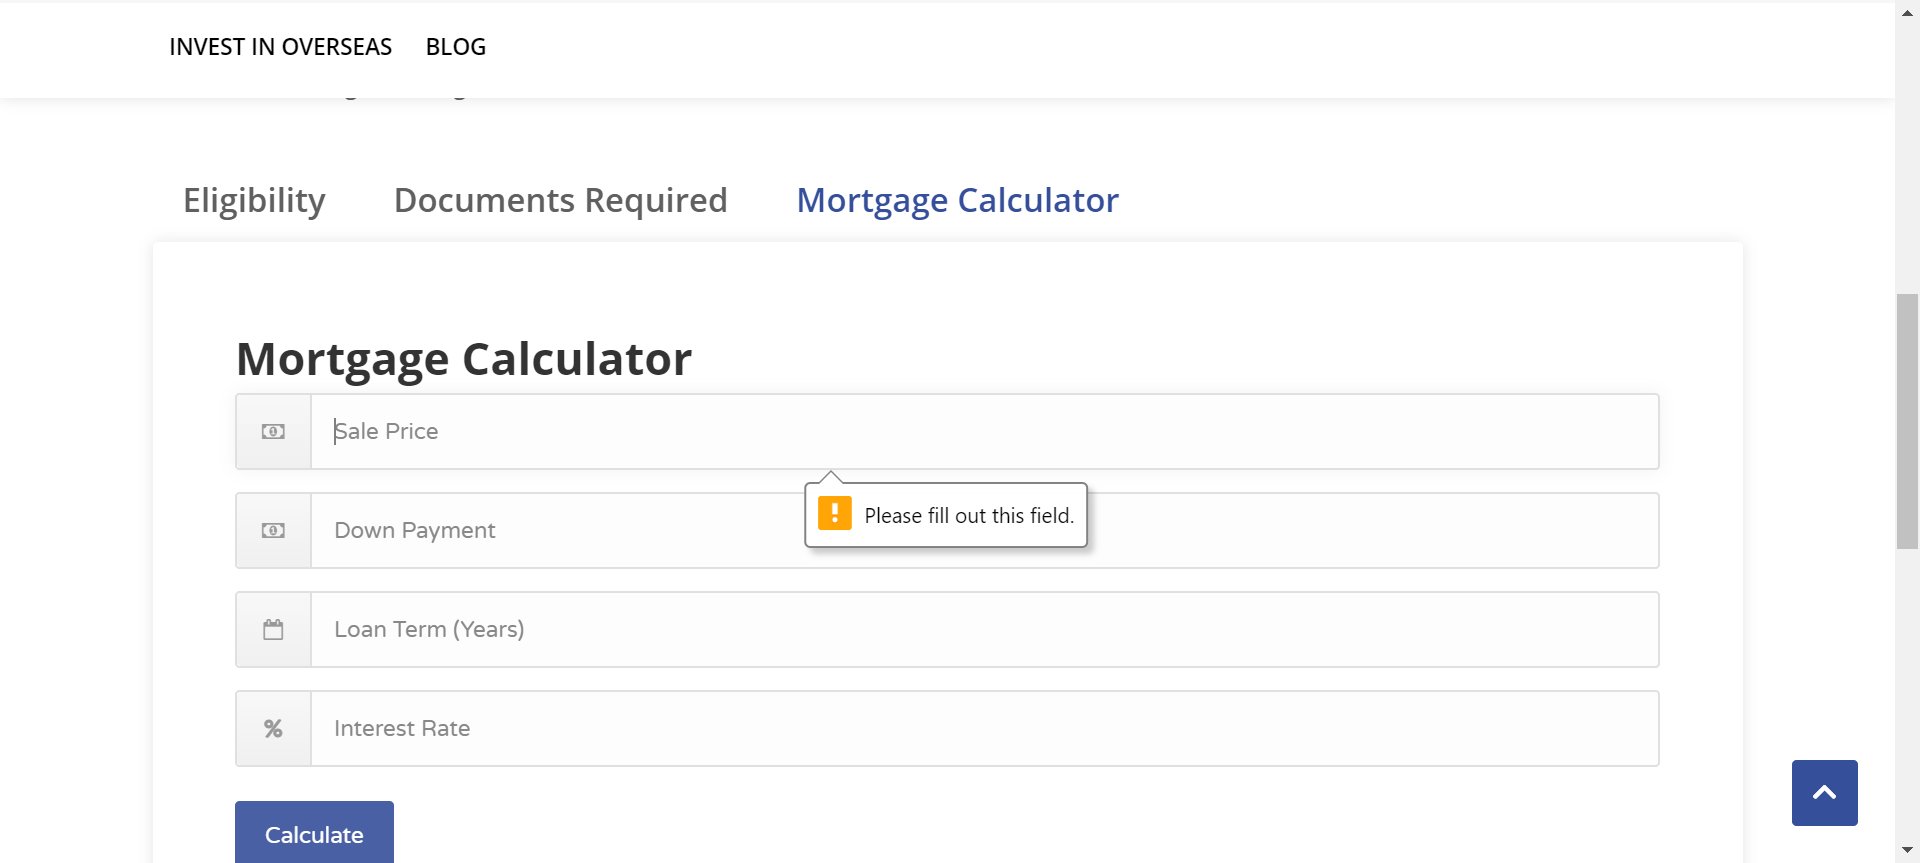 INVEST IN OVERSEAS BLOG
Eligibility Documents Required Mortgage Calculator
Mortgage Calculator
Sale Price
Please fill out this field.
Down Payment
Loan Term (Years)
% Interest Rate
Calculate